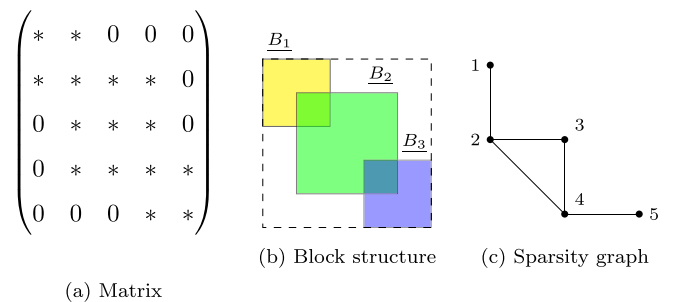 * * 0 0 0
* * * * 0
0 * * * 0
0 * * * *
0 0 0 * *
(a) Matrix
B1
B2
B3
(b) Block structure
1
2
3
4
5
(c) Sparsity graph